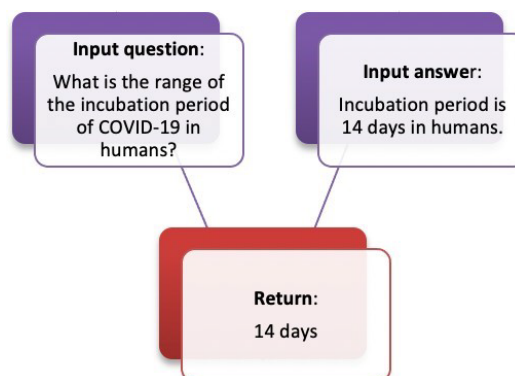 Input question:
What is the range of
the incubation period
of COVID-19 in
humans?
Input answer:
Incubation period is
14 days in humans.
Return:
14 days